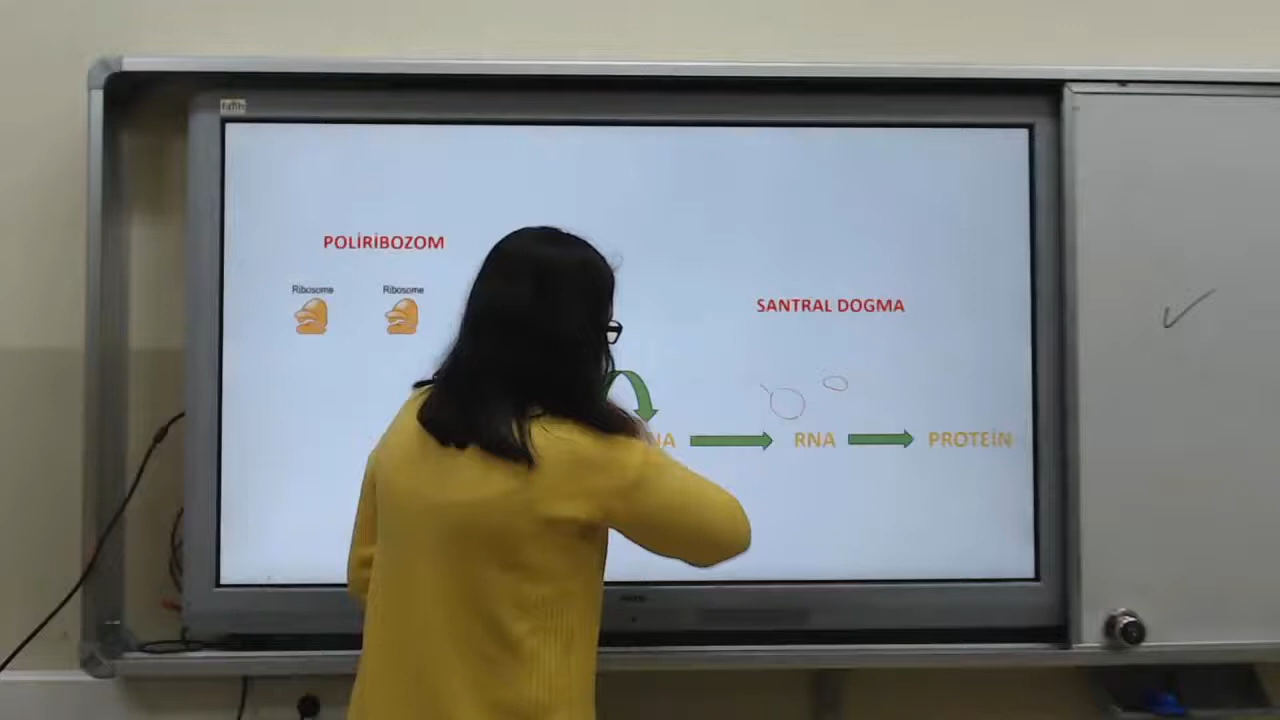 POLİRİBOZOM
Ribosome
Ribosome
SANTRAL DOGMA
RNA
PROTEİN